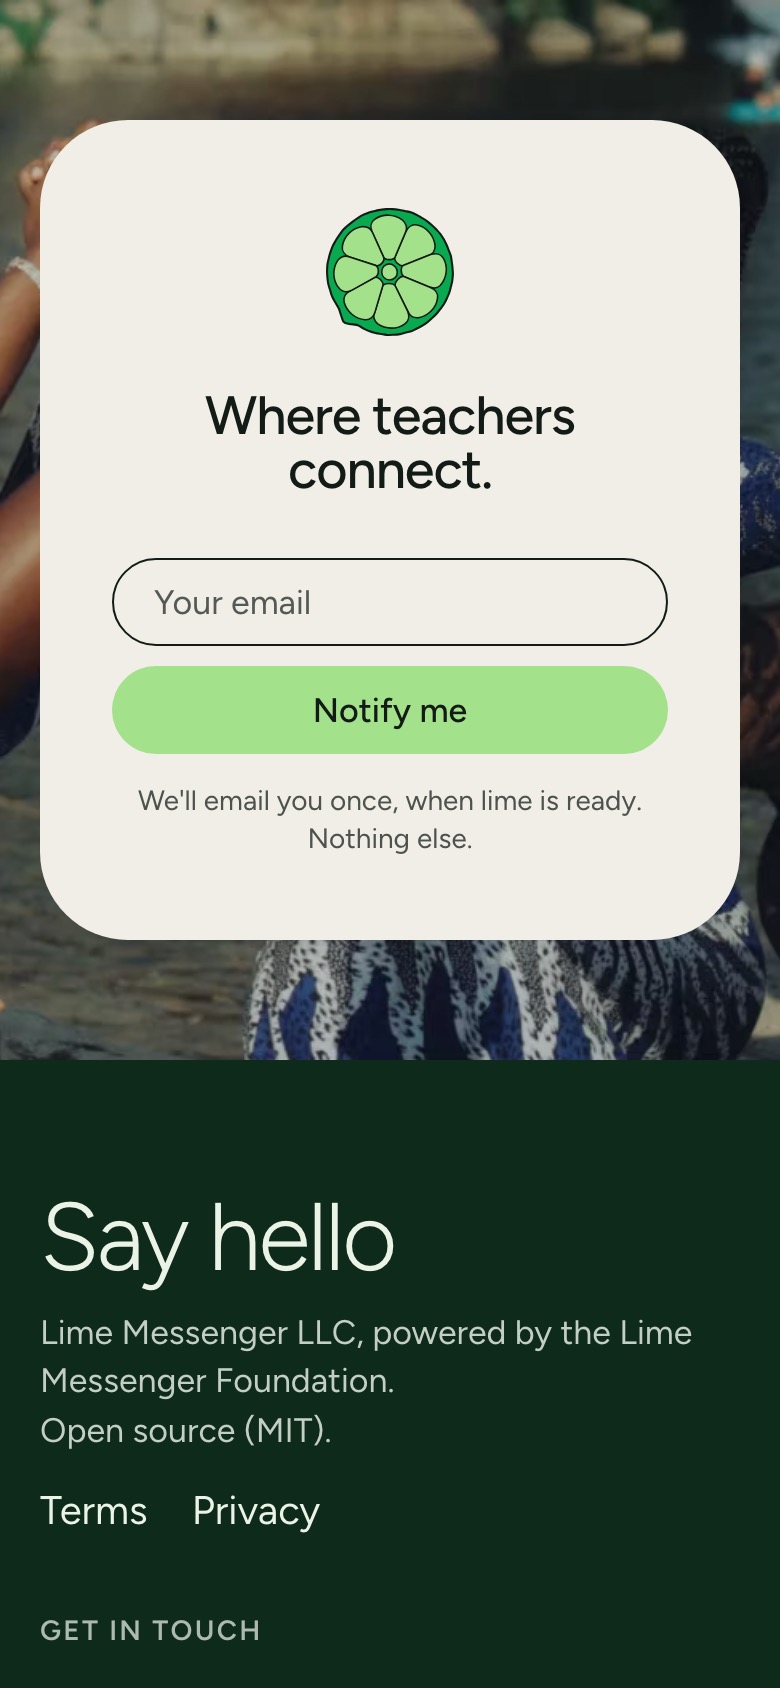 Where teachers
connect.
Your email
Notify me
We'll email you once, when lime is ready.
Nothing else.
Say hello
Lime Messenger LLC, powered by the Lime
Messenger Foundation.
Open source (MIT).
Terms Privacy
GET IN TOUCH